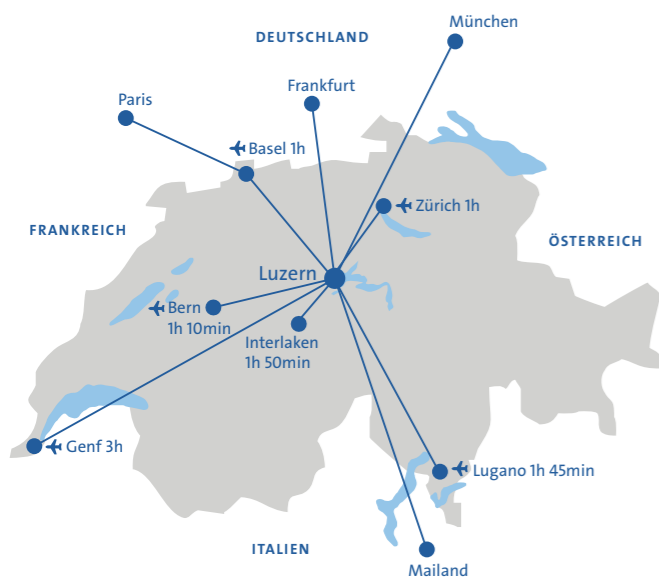 München
DEUTSCHLAND
Frankfurt
Paris
Basel 1h
Zürich 1h
FRANKREICH
ÖSTERREICH
Luzern
Bern
1h 10min
Interlaken
1h 50min
Genf 3h
Lugano 1h 45min
ITALIEN
Mailand